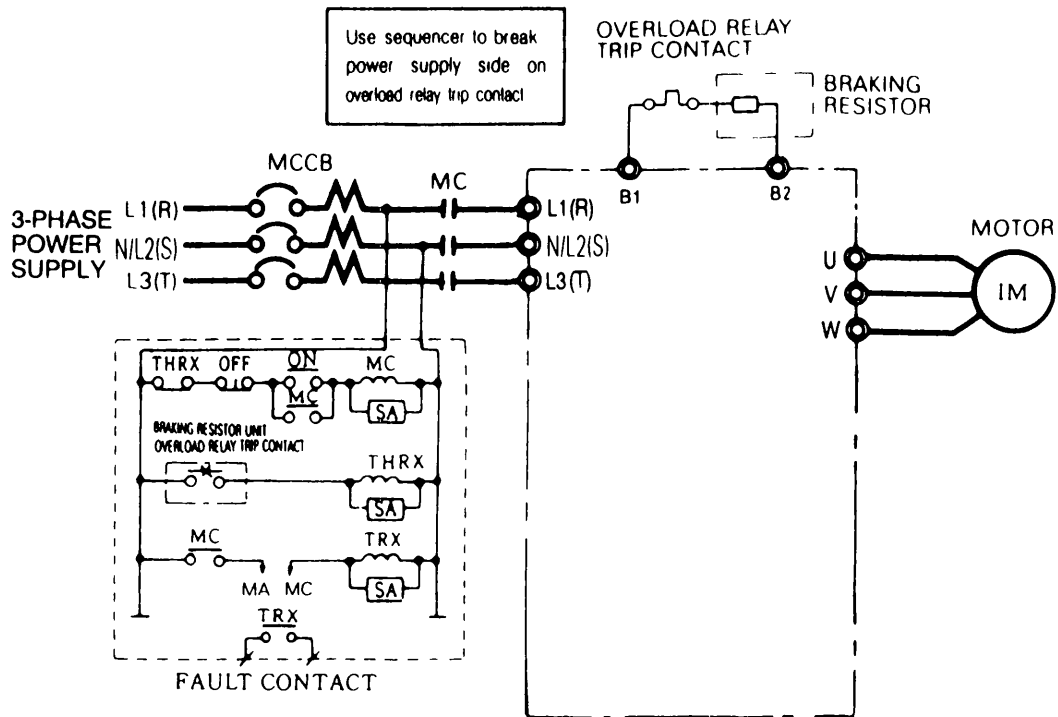 Use sequencer to break
power supply side on
overload relay trip contact
OVERLOAD RELAY
TRIP CONTACT
BRAKING
RESISTOR
B1
B2
MCCB
MC
3-PHASE
POWER
SUPPLY
L1(R)
N/L2(S)
L3(T)
L1(R)
N/L2(S)
L3(T)
MOTOR
U
V
W
IM
THRX
OFF
ON
MC
MC
SA
BRAKING RESISTOR UNIT
OVERLOAD RELAY TRIP CONTACT
THRX
SA
MC
TRX
MA
MC
SA
TRX
FAULT CONTACT